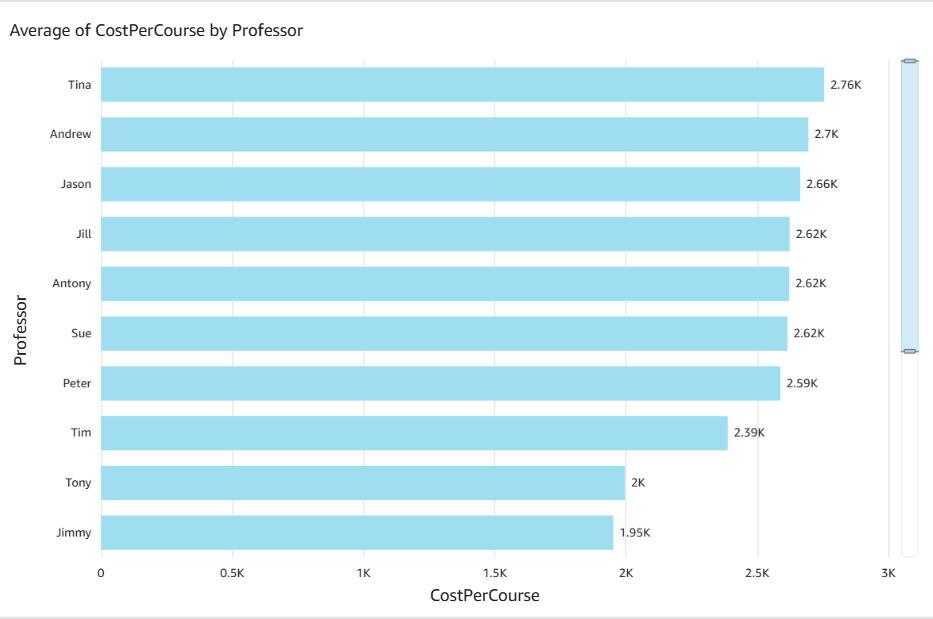 Average of CostPerCourse by Professor
Professor
Tina 2.76K
Andrew 2.7K
Jason 2.66K
Jill 2.62K
Antony 2.62K
Sue 2.62K
Peter 2.59K
Tim 2.39K
Tony 2K
Jimmy 1.95K
0 0.5K 1K 1.5K 2K 2.5K 3K
CostPerCourse